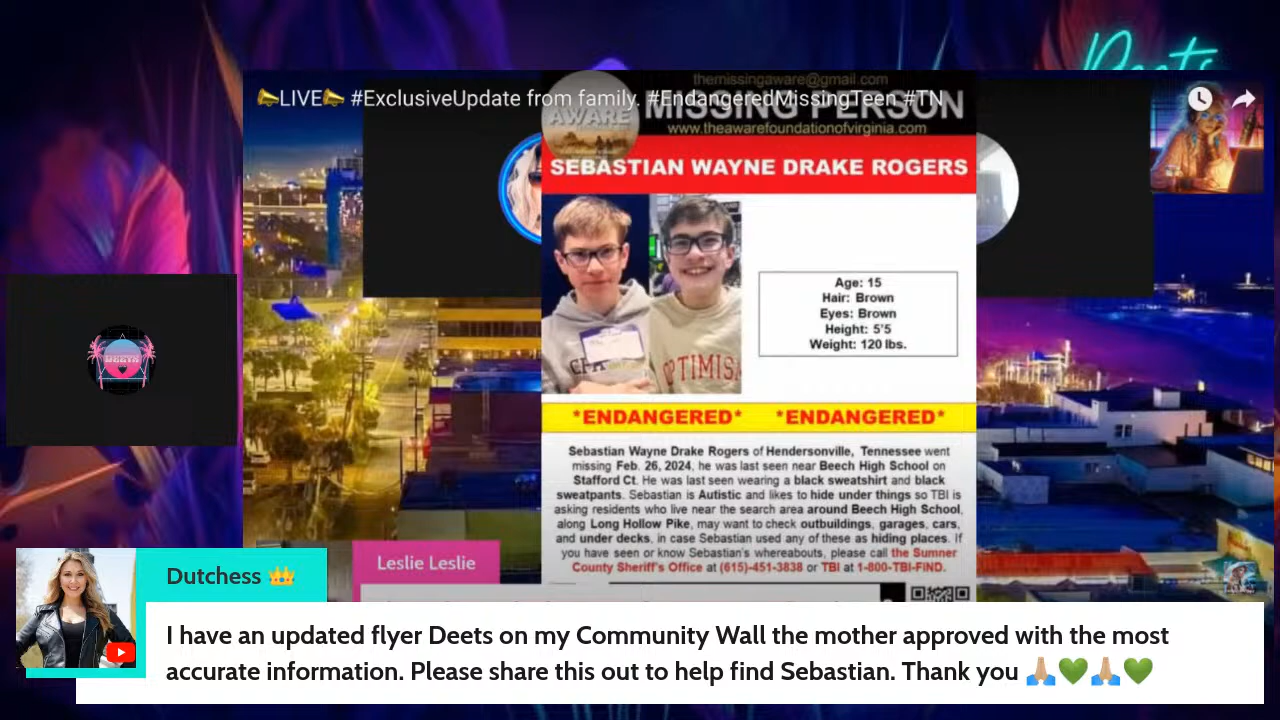 Deets
themissingaware@gmail.com
📣LIVE📣 #ExclusiveUpdate from family. #EndangeredMissingTeen #TN
AWARE
MISSING PERSON
www.theawarefoundationofvirginia.com
SEBASTIAN WAYNE DRAKE ROGERS
OPTIMIS
Age: 15
Hair: Brown
Eyes: Brown
Height: 5'5
Weight: 120 lbs.
DEETS
*ENDANGERED* *ENDANGERED*
Sebastian Wayne Drake Rogers of Hendersonville, Tennessee went
missing Feb. 26, 2024, he was last seen near Beech High School on
Stafford Ct. He was last seen wearing a black sweatshirt and black
sweatpants. Sebastian is Autistic and likes to hide under things so TBI is
asking residents who live near the search area around Beech High School,
along Long Hollow Pike, may want to check outbuildings, garages, cars,
and under decks, in case Sebastian used any of these as hiding places. If
you have seen or know Sebastian's whereabouts, please call the Sumner
County Sheriff's Office at (615)-451-3838 or TBI at 1-800-TBI-FIND.
Leslie Leslie
Dutchess 👑
I have an updated flyer Deets on my Community Wall the mother approved with the most
accurate information. Please share this out to help find Sebastian. Thank you 🙏🏼💚🙏🏼💚